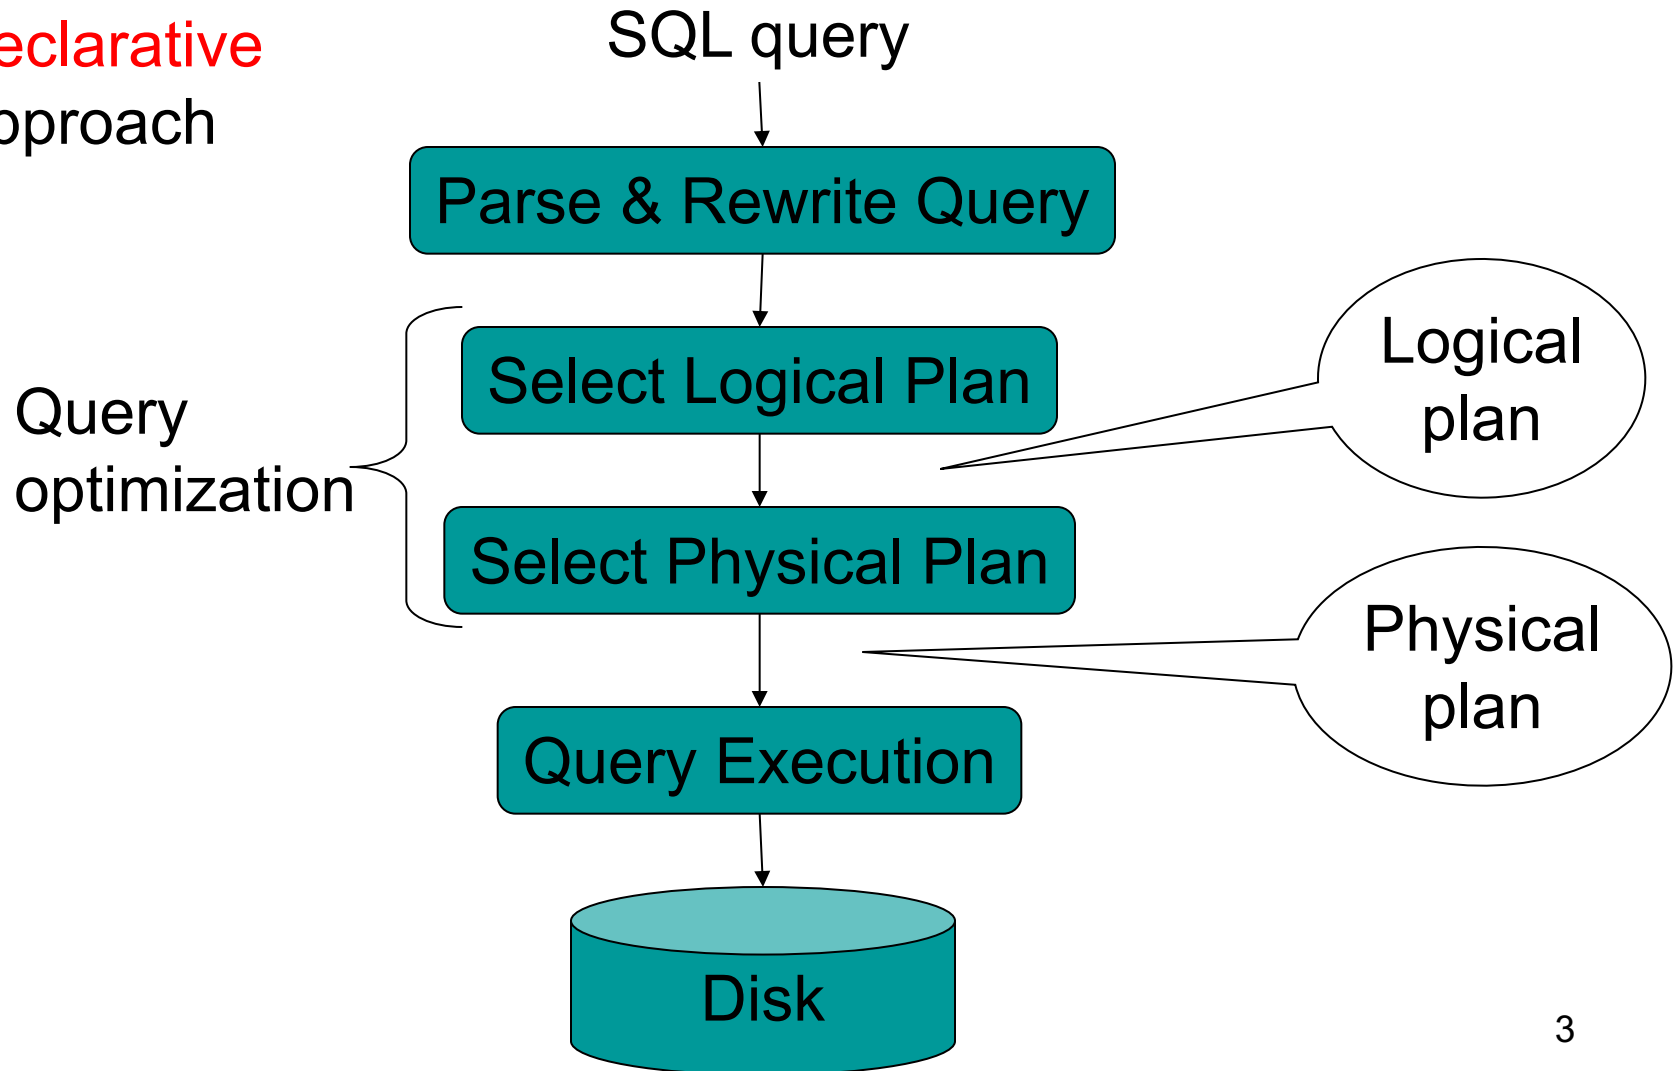 eclarative
pproach
SQL query
Parse & Rewrite Query
Select Logical Plan
Logical
plan
Query
optimization
Select Physical Plan
Physical
plan
Query Execution
Disk
3